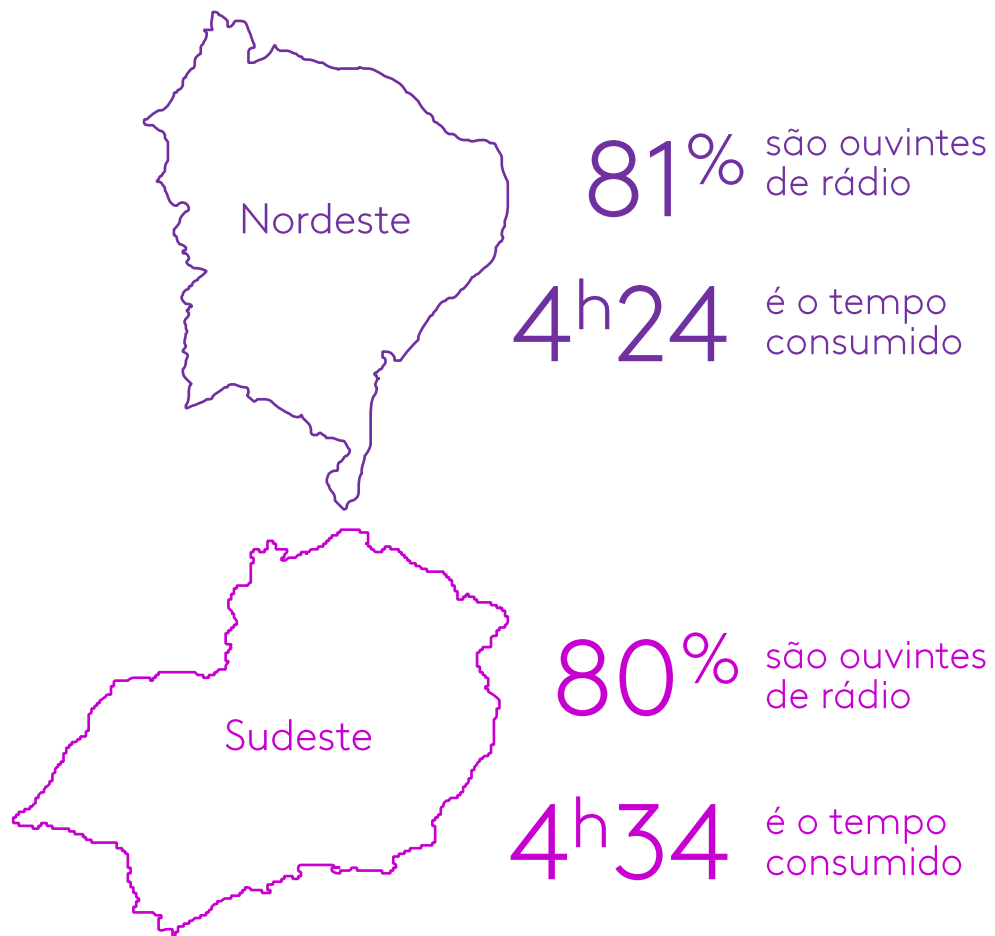 Nordeste
81% são ouvintes
de rádio
4h24 é o tempo
consumido
Sudeste
80% são ouvintes
de rádio
4h34 é o tempo
consumido